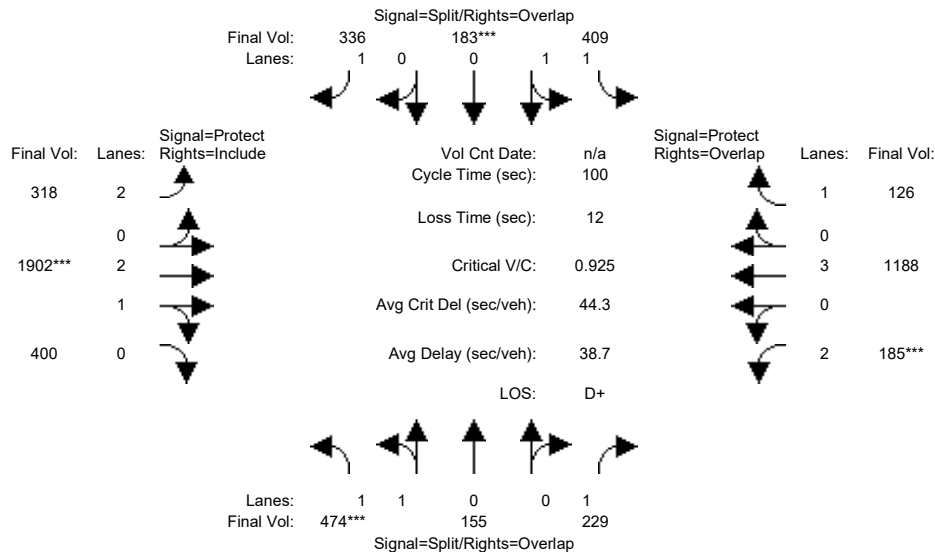 Signal=Split/Rights=Overlap
Final Vol: 336 183*** 409
Lanes: 1 0 0 1 1
Signal=Protect
Final Vol: Lanes: Rights=Include
Vol Cnt Date: n/a
Signal=Protect
Rights=Overlap Lanes: Final Vol:
Cycle Time (sec): 100
318 2
1 126
Loss Time (sec): 12
0
0
1902*** 2
Critical V/C: 0.925
3 1188
1
Avg Crit Del (sec/veh): 44.3
0
400 0
Avg Delay (sec/veh): 38.7
2 185***
LOS: D+
Lanes: 1 1 0 0 1
Final Vol: 474*** 155 229
Signal=Split/Rights=Overlap